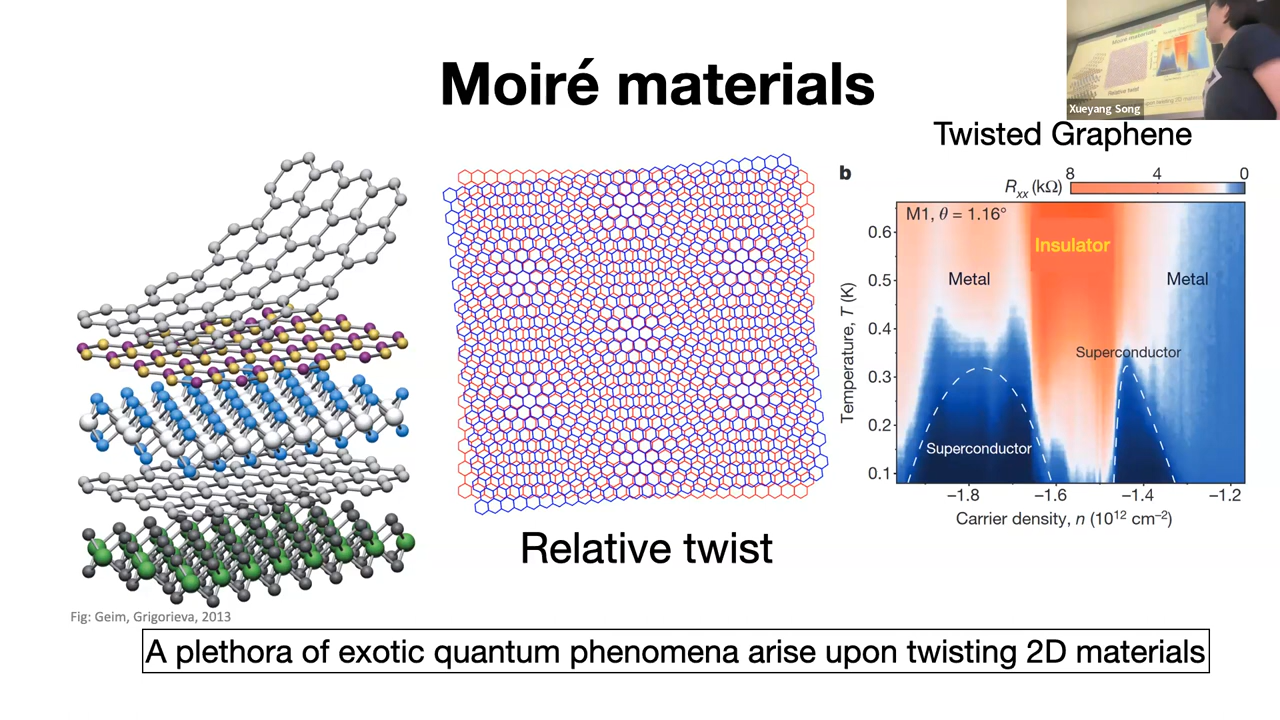 Moiré materials
Xueyang Song
Twisted Graphene
b
Rxx (kΩ)
8 4 0
M1, θ = 1.16°
Insulator
Metal
Metal
Superconductor
Superconductor
Temperature, T (K)
0.6
0.5
0.4
0.3
0.2
0.1
−1.8 −1.6 −1.4 −1.2
Carrier density, n (10¹² cm⁻²)
Relative twist
Fig: Geim, Grigorieva, 2013
A plethora of exotic quantum phenomena arise upon twisting 2D materials